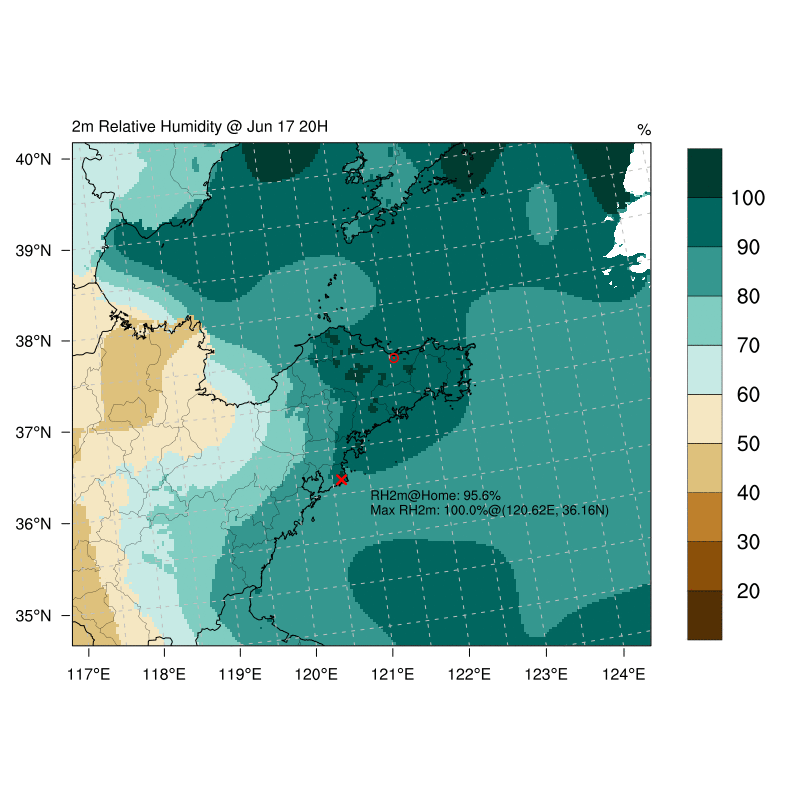 2m Relative Humidity @ Jun 17 20H
%
40°N
39°N
38°N
37°N
36°N
35°N
117°E
118°E
119°E
120°E
121°E
122°E
123°E
124°E
RH2m@Home: 95.6%
Max RH2m: 100.0%@(120.62E, 36.16N)
100
90
80
70
60
50
40
30
20